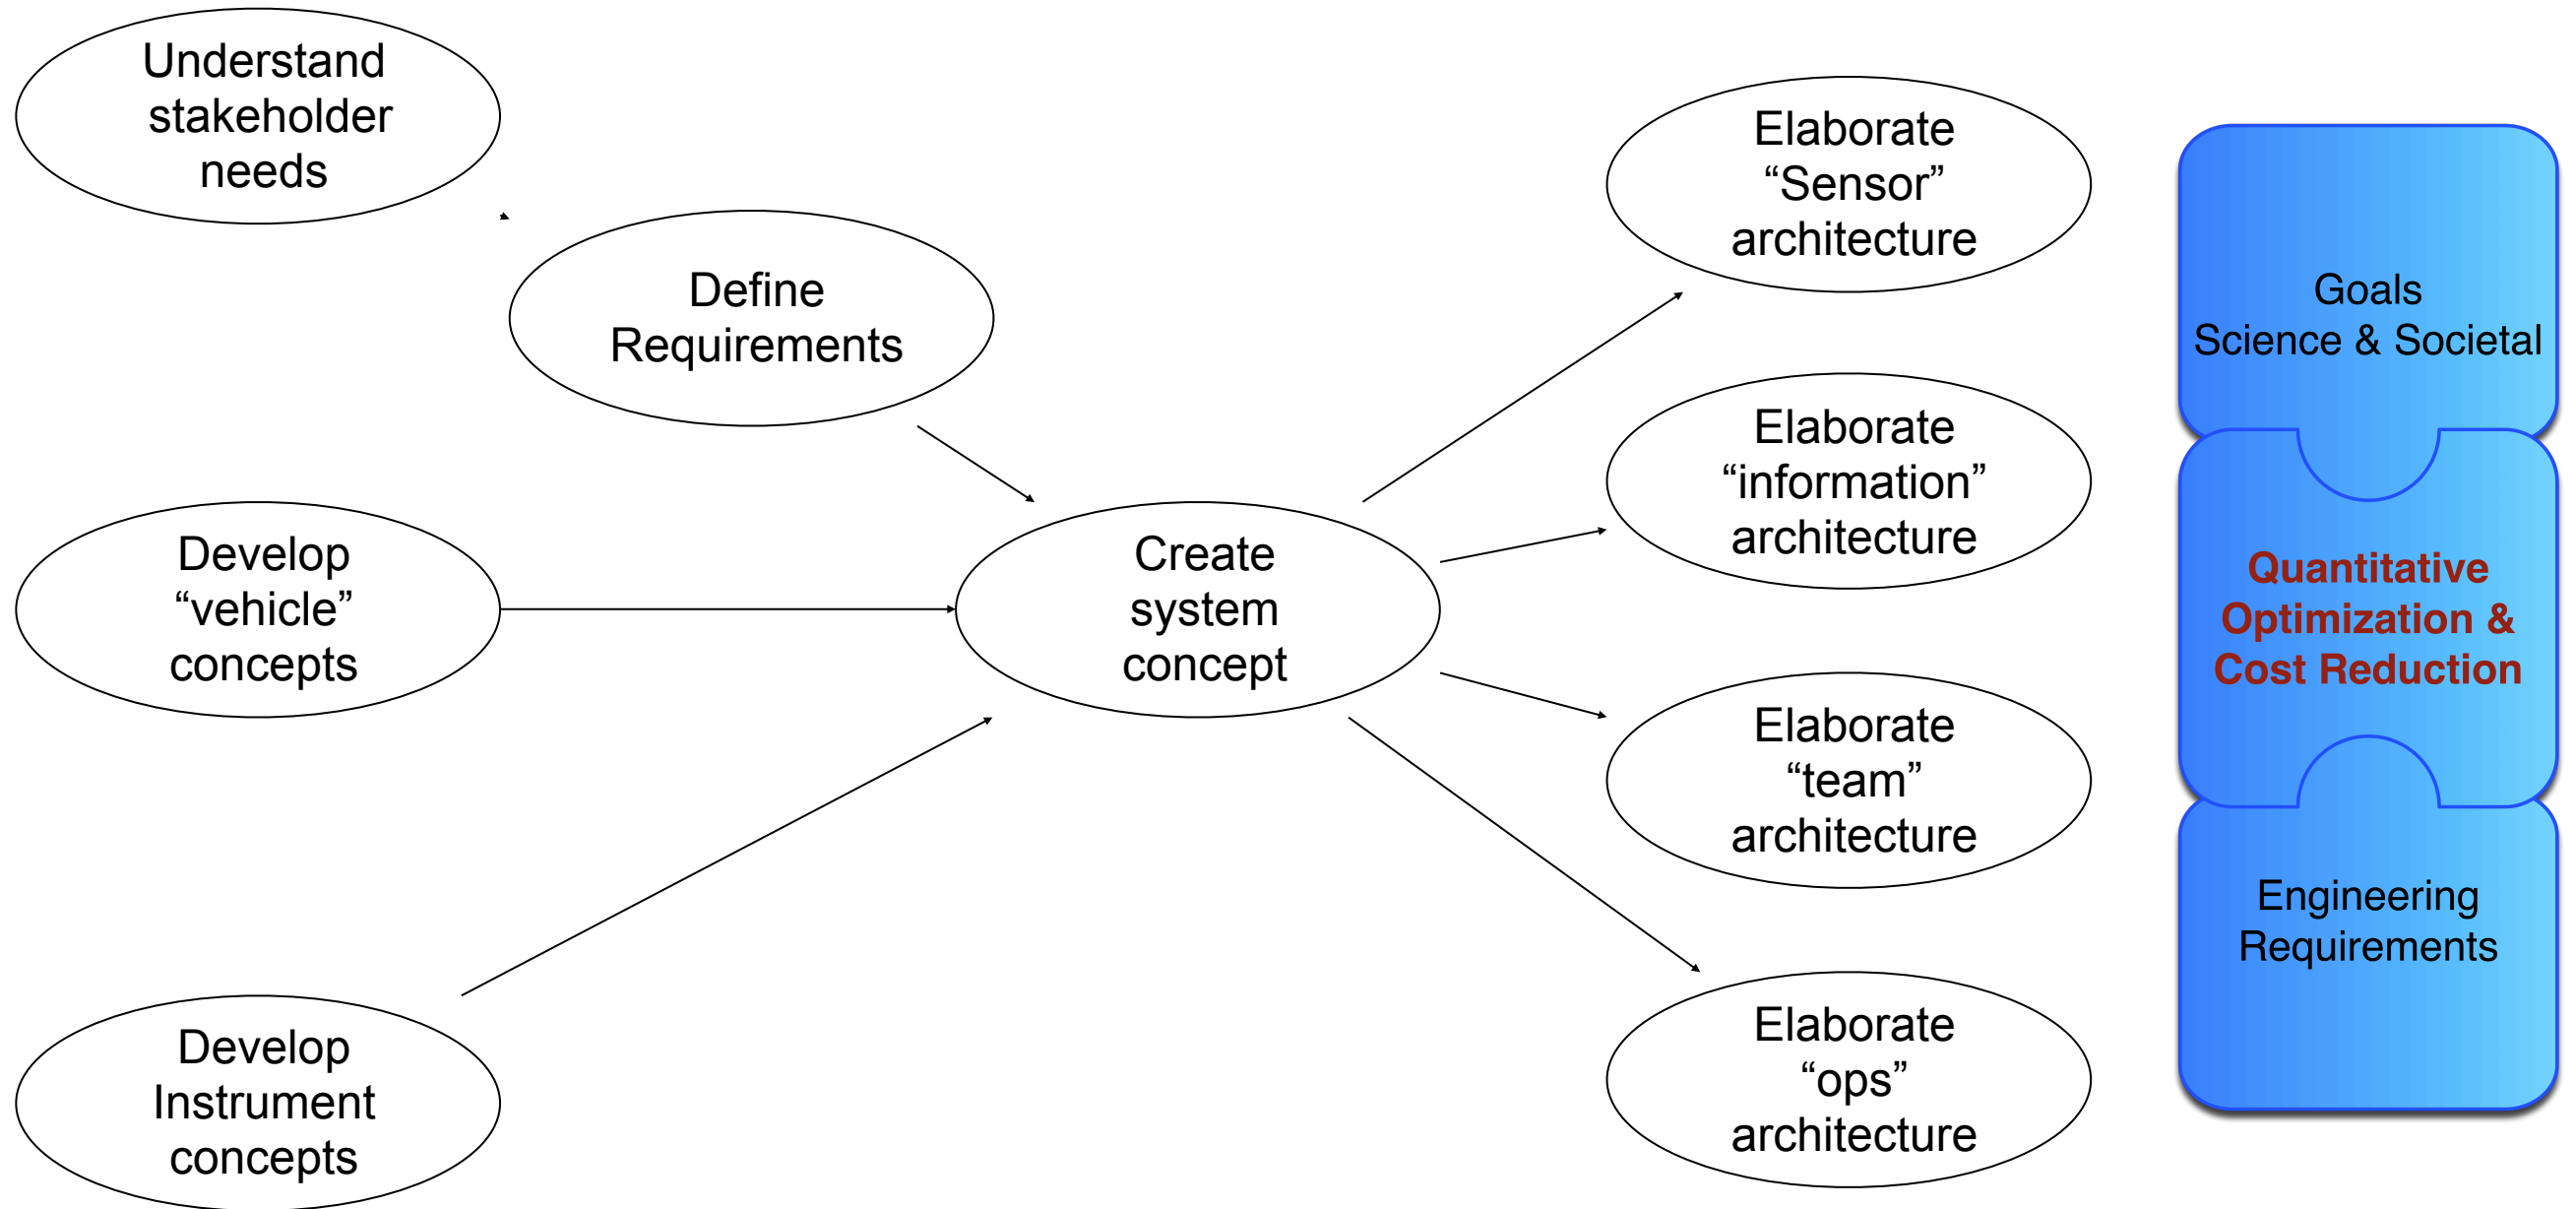 Understand
stakeholder
needs
Define
Requirements
Develop
“vehicle”
concepts
Develop
Instrument
concepts
Create
system
concept
Elaborate
“Sensor”
architecture
Elaborate
“information”
architecture
Elaborate
“team”
architecture
Elaborate
“ops”
architecture
Goals
Science & Societal
Quantitative
Optimization &
Cost Reduction
Engineering
Requirements